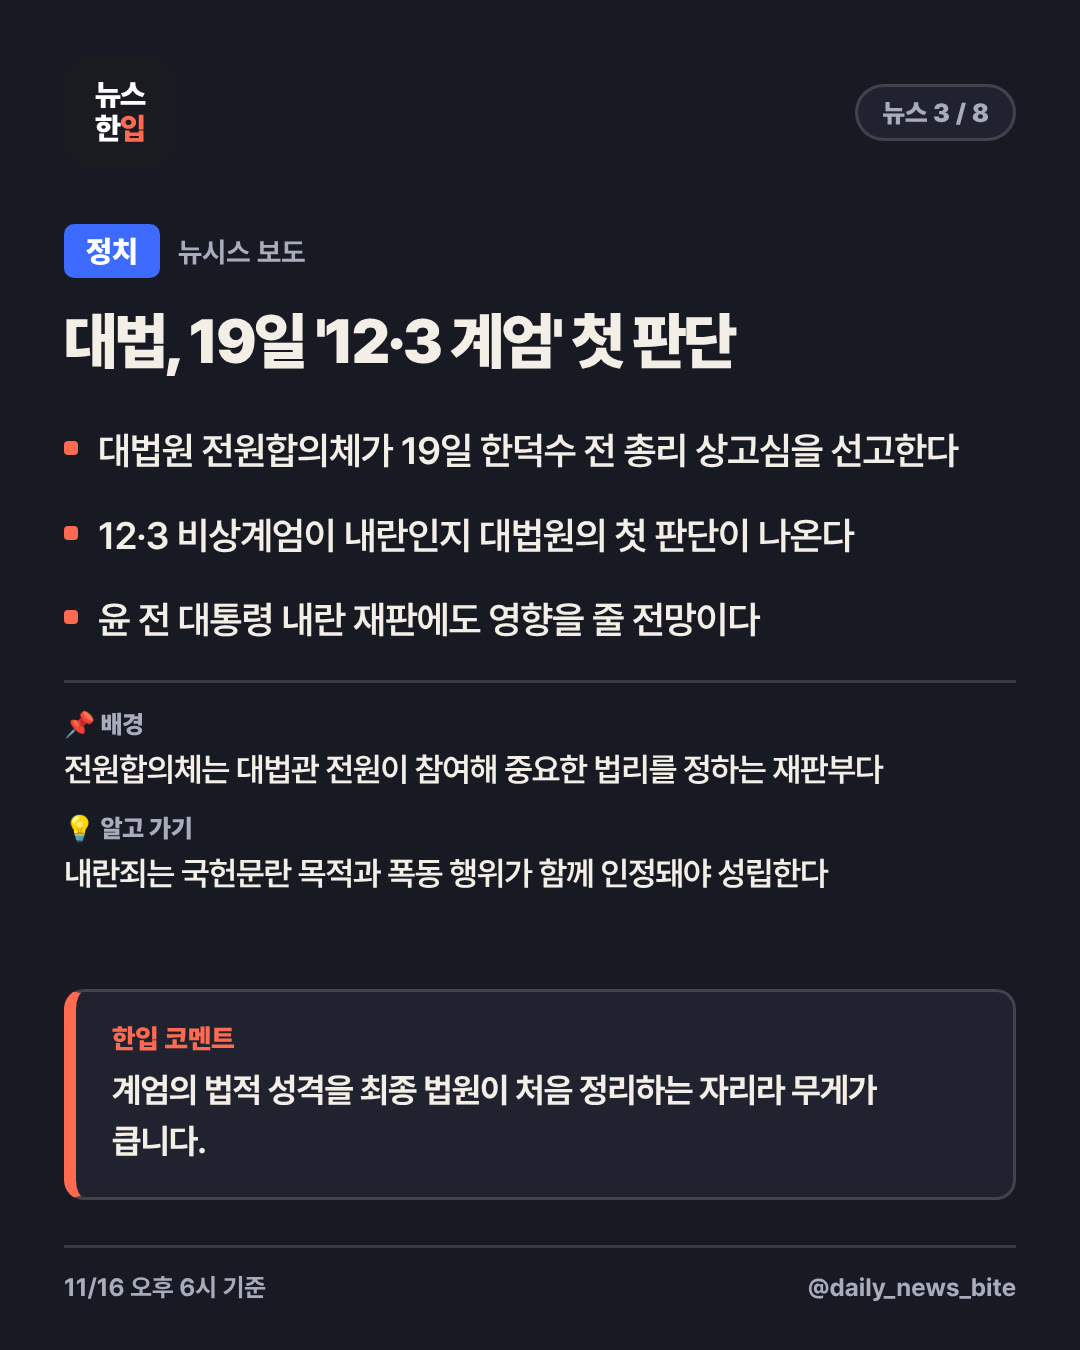 뉴스
한입
뉴스 3 / 8
정치 뉴시스 보도
대법, 19일 '12·3 계엄' 첫 판단
대법원 전원합의체가 19일 한덕수 전 총리 상고심을 선고한다
12·3 비상계엄이 내란인지 대법원의 첫 판단이 나온다
윤 전 대통령 내란 재판에도 영향을 줄 전망이다
📌 배경
전원합의체는 대법관 전원이 참여해 중요한 법리를 정하는 재판부다
💡 알고 가기
내란죄는 국헌문란 목적과 폭동 행위가 함께 인정돼야 성립한다
한입 코멘트
계엄의 법적 성격을 최종 법원이 처음 정리하는 자리라 무게가
큽니다.
11/16 오후 6시 기준
@daily_news_bite